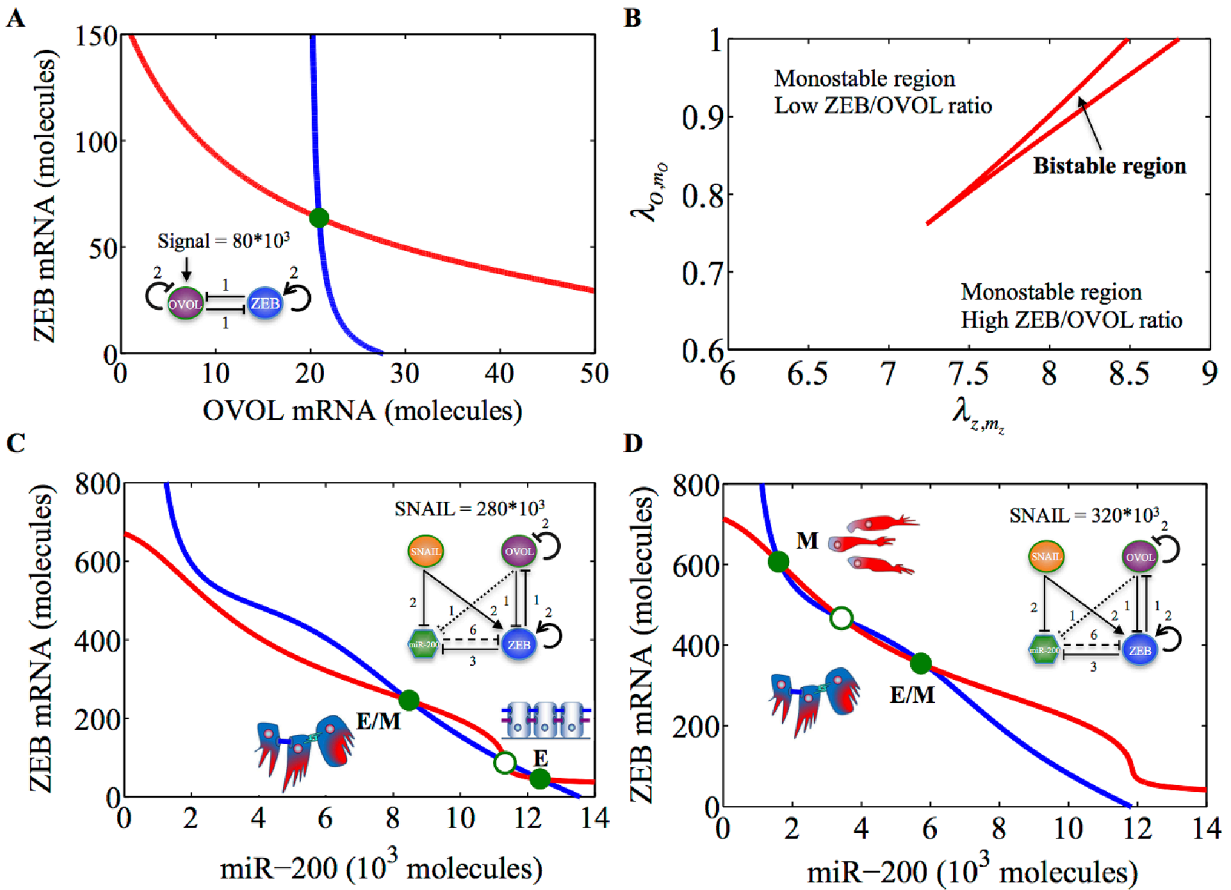 A
ZEB mRNA (molecules)
150
100
50
0
0
10
20
30
40
50
OVOL mRNA (molecules)
Signal = 80*10³
2
1
2
OVOL
ZEB
1
B
λO,mO
1
0.9
0.8
0.7
0.6
6
6.5
7
7.5
8
8.5
9
λz,mz
Monostable region
Low ZEB/OVOL ratio
Bistable region
Monostable region
High ZEB/OVOL ratio
C
ZEB mRNA (molecules)
800
600
400
200
0
0
2
4
6
8
10
12
14
miR−200 (10³ molecules)
SNAIL = 280*10³
2
SNAIL
OVOL
2
1
2
1
1
2
miR-200
6
ZEB
3
E/M
E
D
ZEB mRNA (molecules)
800
600
400
200
0
0
2
4
6
8
10
12
14
miR−200 (10³ molecules)
SNAIL = 320*10³
2
SNAIL
OVOL
2
1
2
1
1
2
miR-200
6
ZEB
3
M
E/M